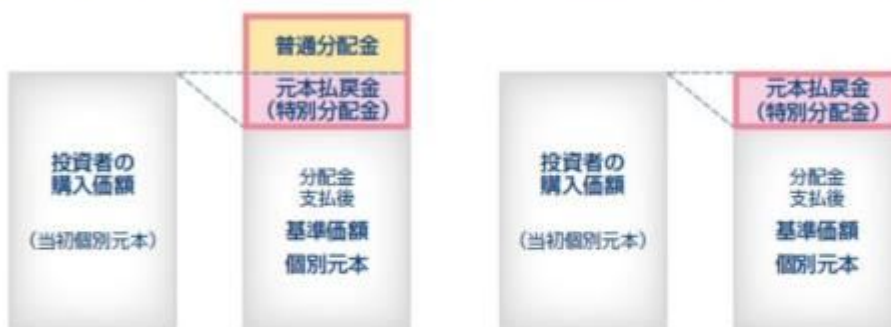 普通分配金
元本払戻金
(特別分配金)
投資者の
購入価額
(当初個別元本)
分配金
支払後
基準価額
個別元本
元本払戻金
(特別分配金)
投資者の
購入価額
(当初個別元本)
分配金
支払後
基準価額
個別元本